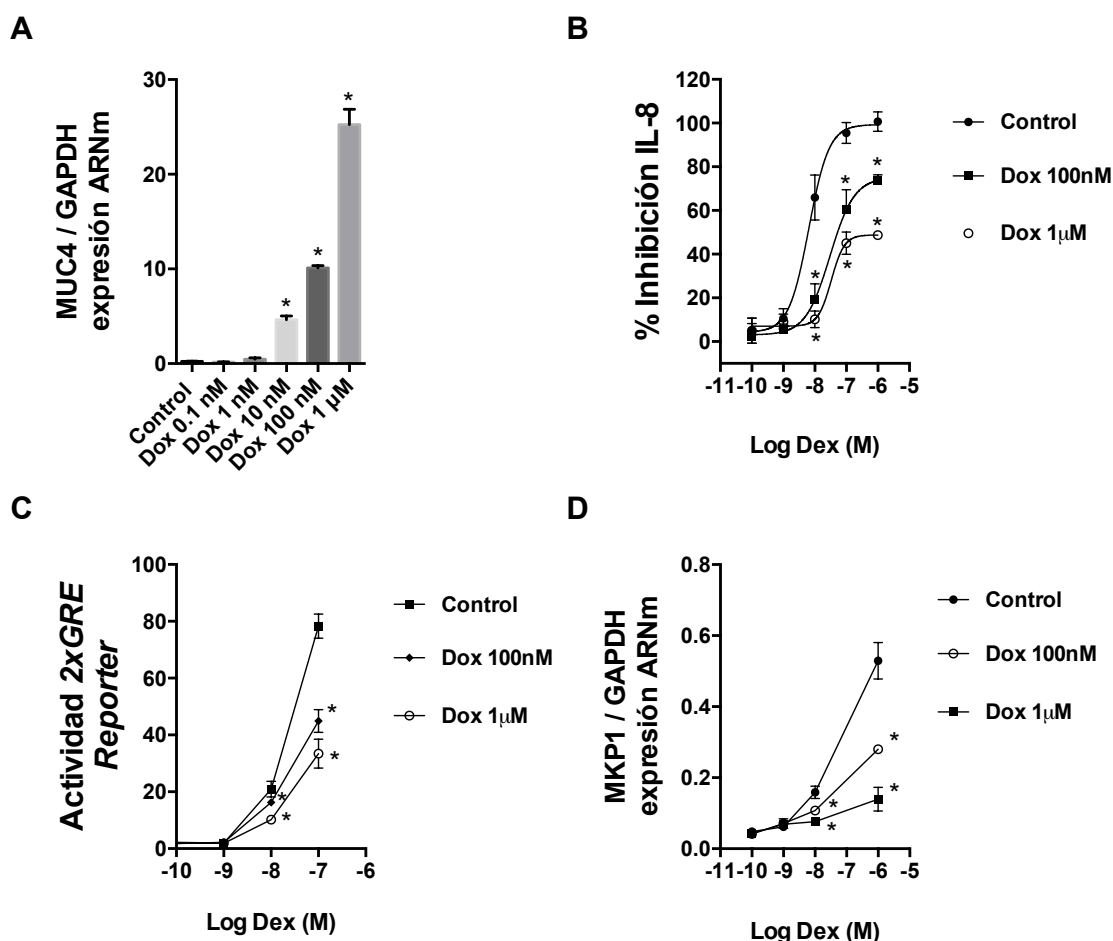 A
MUC4 / GAPDH
expresión ARNm
30
20
10
0
Control
Dox 0.1 nM
Dox 1 nM
Dox 10 nM
Dox 100 nM
Dox 1 µM
*
*
*
B
% Inhibición IL-8
120
100
80
60
40
20
0
-11
-10
-9
-8
-7
-6
-5
Log Dex (M)
*
*
*
*
*
*
Control
Dox 100nM
Dox 1µM
C
Actividad 2xGRE
Reporter
100
80
60
40
20
0
-10
-9
-8
-7
-6
Log Dex (M)
*
*
*
*
Control
Dox 100nM
Dox 1µM
D
MKP1 / GAPDH
expresión ARNm
0.8
0.6
0.4
0.2
0.0
-11
-10
-9
-8
-7
-6
-5
Log Dex (M)
*
*
*
*
Control
Dox 100nM
Dox 1µM